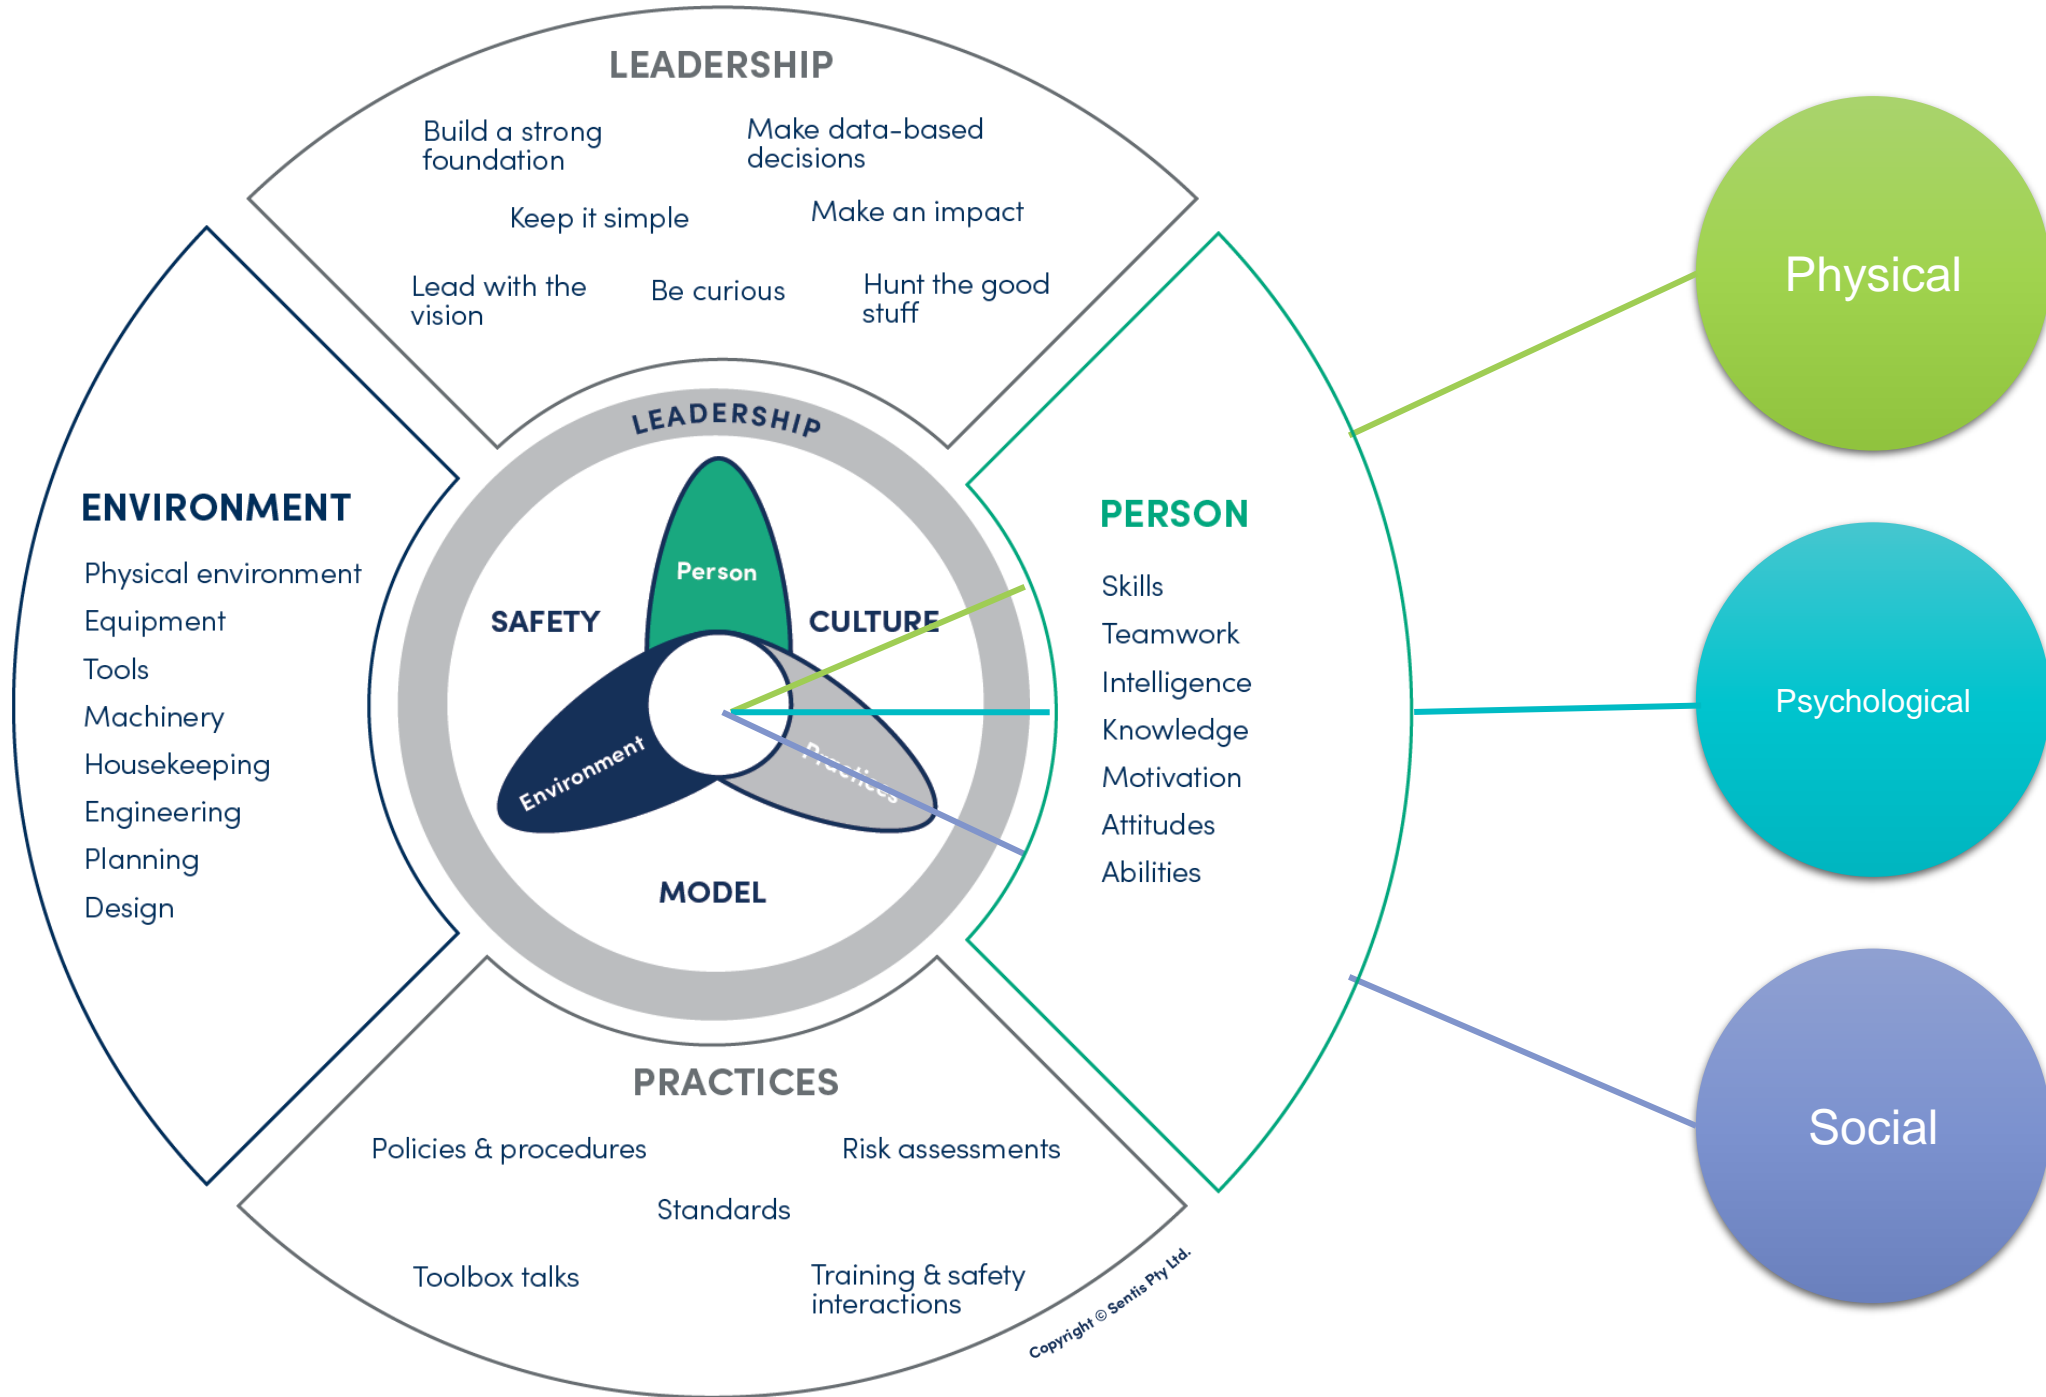 LEADERSHIP
Build a strong
foundation
Make data-based
decisions
Keep it simple
Make an impact
Lead with the
vision
Be curious
Hunt the good
stuff
ENVIRONMENT
Physical environment
Equipment
Tools
Machinery
Housekeeping
Engineering
Planning
Design
LEADERSHIP
SAFETY
CULTURE
MODEL
Person
Environment
Practices
PERSON
Skills
Teamwork
Intelligence
Knowledge
Motivation
Attitudes
Abilities
PRACTICES
Policies & procedures
Risk assessments
Standards
Toolbox talks
Training & safety
interactions
Copyright © Sentis Pty Ltd.
Physical
Psychological
Social